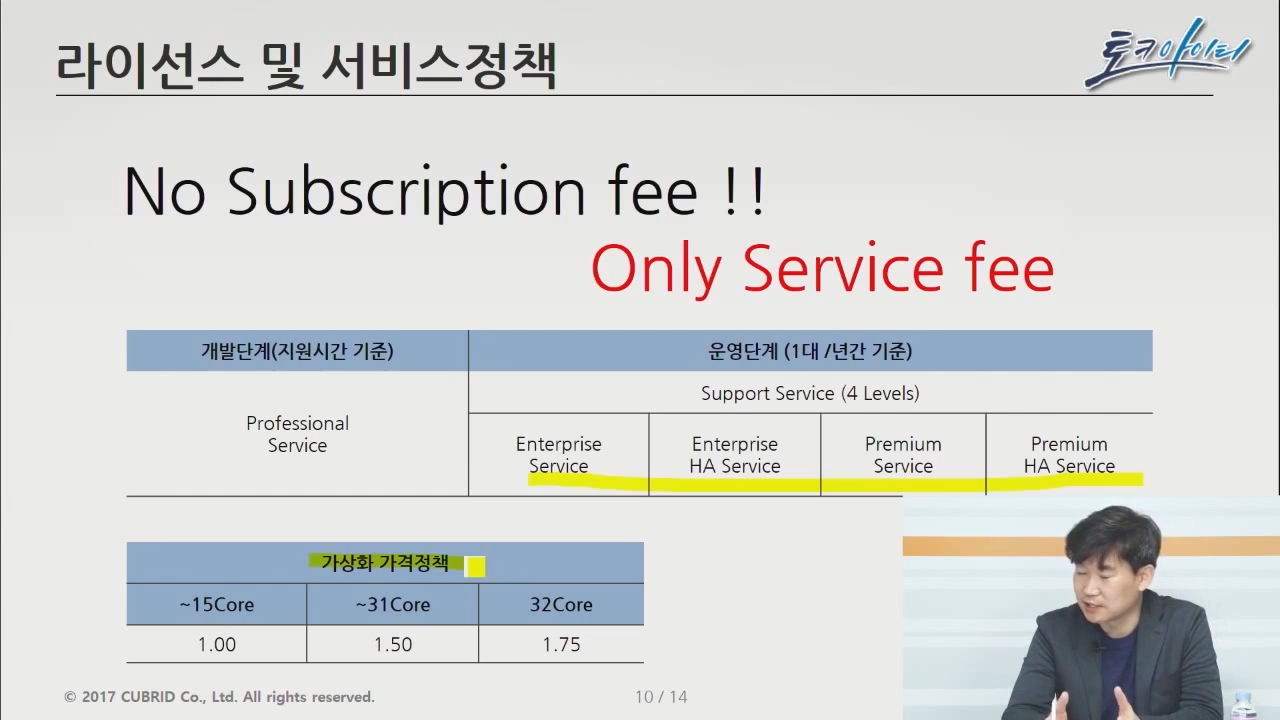 라이선스 및 서비스정책
토크아이티
No Subscription fee !!
Only Service fee
개발단계(지원시간 기준)
운영단계 (1대 /년간 기준)
Support Service (4 Levels)
Professional
Service
Enterprise
Service
Enterprise
HA Service
Premium
Service
Premium
HA Service
가상화 가격정책
~15Core
~31Core
32Core
1.00
1.50
1.75
© 2017 CUBRID Co., Ltd. All rights reserved.
10 / 14